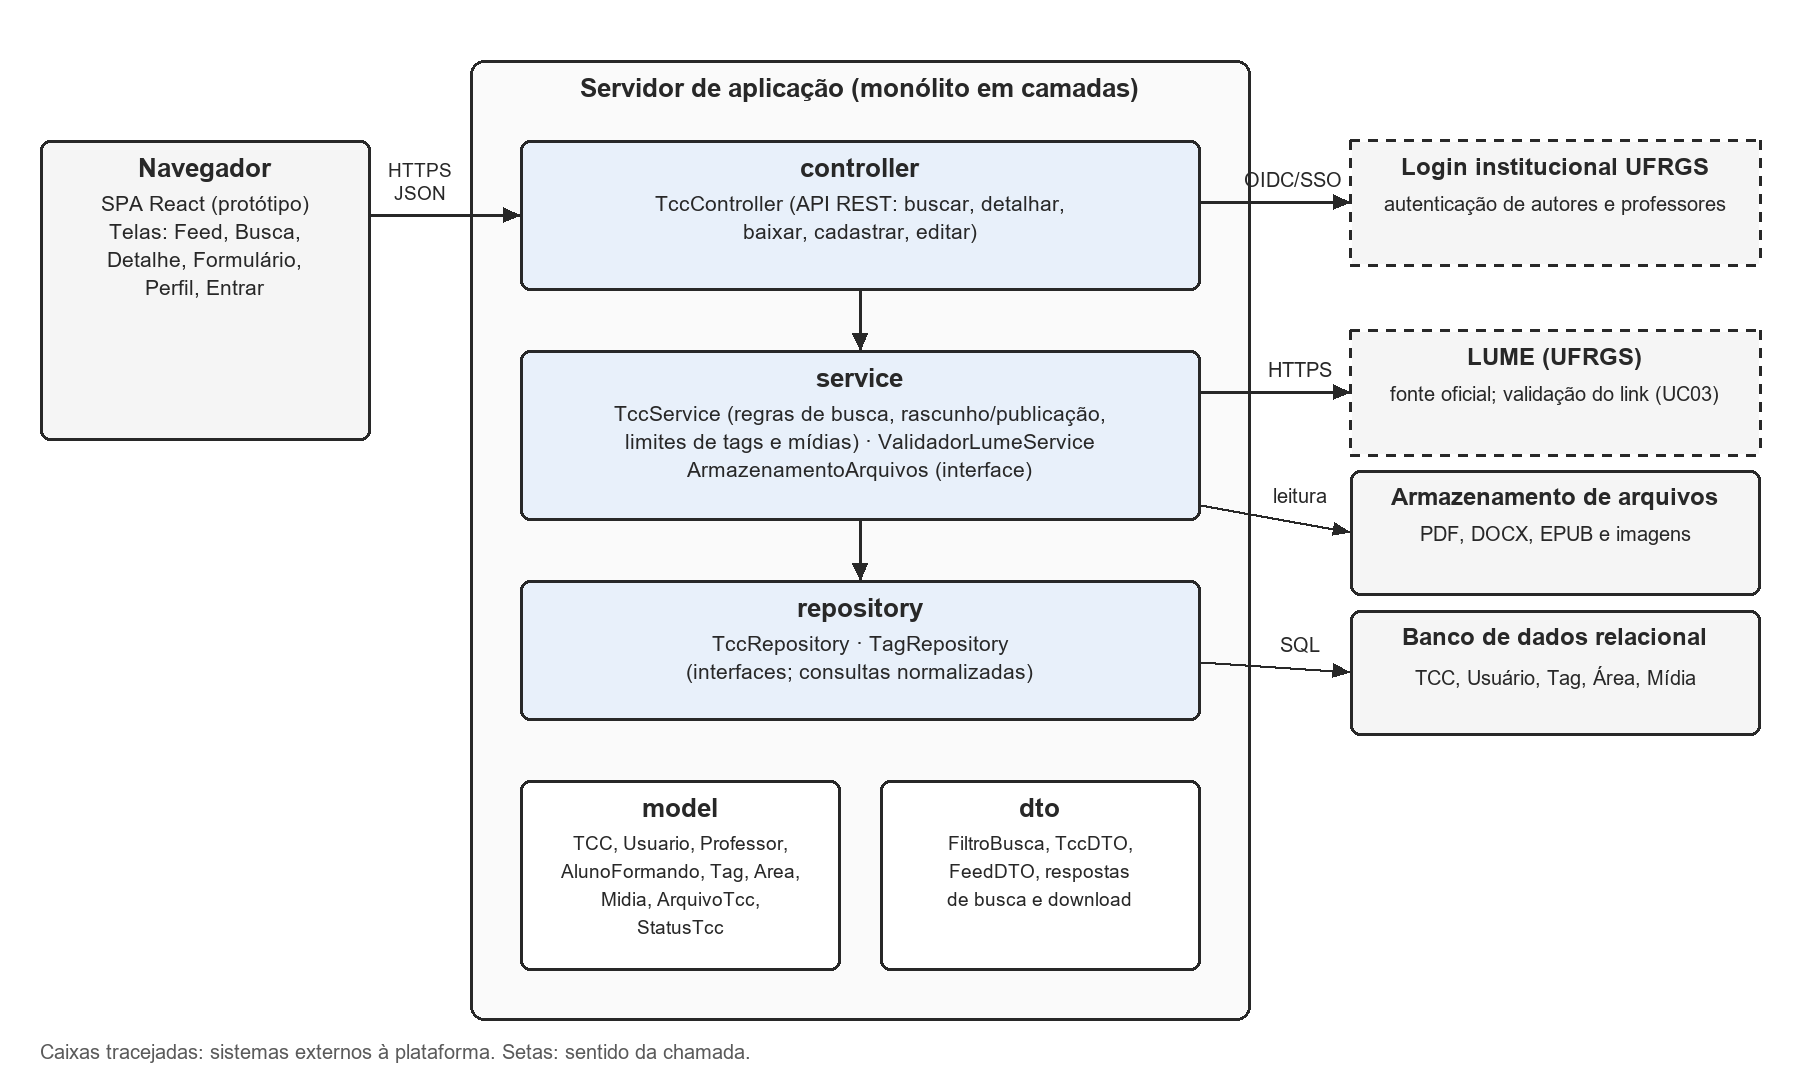 Servidor de aplicação (monólito em camadas)
Navegador
SPA React (protótipo)
Telas: Feed, Busca,
Detalhe, Formulário,
Perfil, Entrar
HTTPS
JSON
controller
TccController (API REST: buscar, detalhar,
baixar, cadastrar, editar)
OIDC/SSO
Login institucional UFRGS
autenticação de autores e professores
service
TccService (regras de busca, rascunho/publicação,
limites de tags e mídias) · ValidadorLumeService
ArmazenamentoArquivos (interface)
HTTPS
LUME (UFRGS)
fonte oficial; validação do link (UC03)
leitura
Armazenamento de arquivos
PDF, DOCX, EPUB e imagens
repository
TccRepository · TagRepository
(interfaces; consultas normalizadas)
SQL
Banco de dados relacional
TCC, Usuário, Tag, Área, Mídia
model
TCC, Usuario, Professor,
AlunoFormando, Tag, Area,
Midia, ArquivoTcc,
StatusTcc
dto
FiltroBusca, TccDTO,
FeedDTO, respostas
de busca e download
Caixas tracejadas: sistemas externos à plataforma. Setas: sentido da chamada.